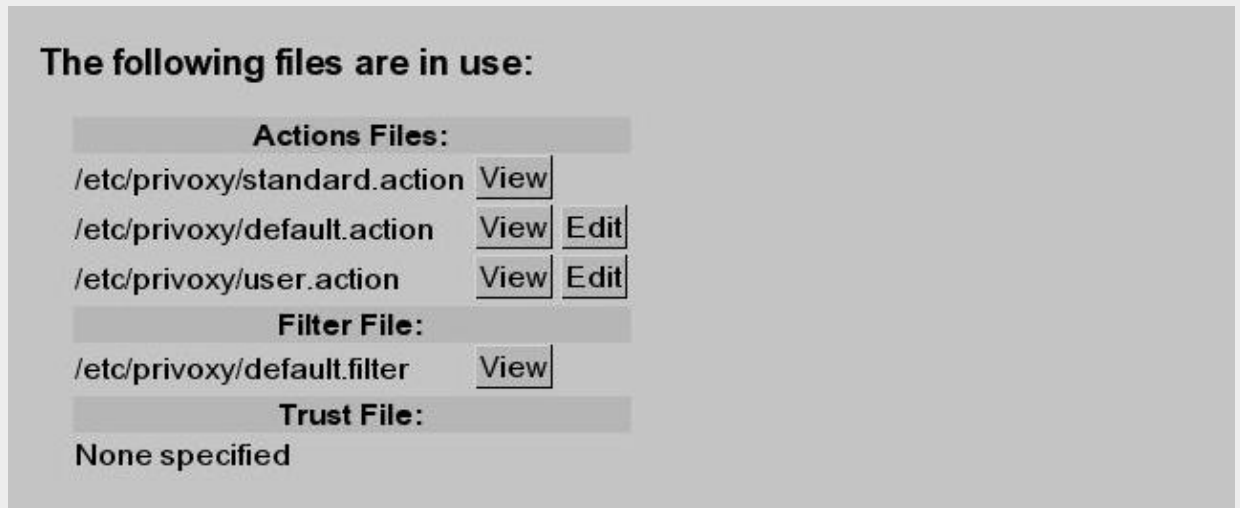 The following files are in use:
Actions Files:
/etc/privoxy/standard.action View
/etc/privoxy/default.action View Edit
/etc/privoxy/user.action View Edit
Filter File:
/etc/privoxy/default.filter View
Trust File:
None specified